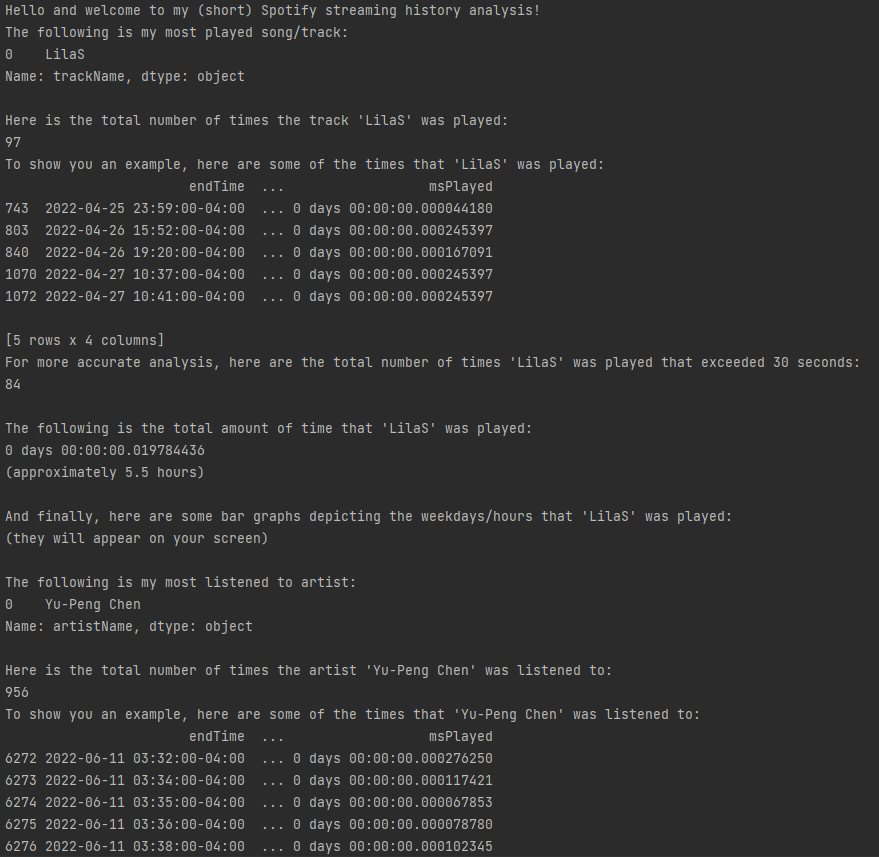 Hello and welcome to my (short) Spotify streaming history analysis!
The following is my most played song/track:
0    LilaS
Name: trackName, dtype: object

Here is the total number of times the track 'LilaS' was played:
97
To show you an example, here are some of the times that 'LilaS' was played:
                       endTime  ...                  msPlayed
743  2022-04-25 23:59:00-04:00  ... 0 days 00:00:00.000044180
803  2022-04-26 15:52:00-04:00  ... 0 days 00:00:00.000245397
840  2022-04-26 19:20:00-04:00  ... 0 days 00:00:00.000167091
1070 2022-04-27 10:37:00-04:00  ... 0 days 00:00:00.000245397
1072 2022-04-27 10:41:00-04:00  ... 0 days 00:00:00.000245397

[5 rows x 4 columns]
For more accurate analysis, here are the total number of times 'LilaS' was played that exceeded 30 seconds:
84

The following is the total amount of time that 'LilaS' was played:
0 days 00:00:00.019784436
(approximately 5.5 hours)

And finally, here are some bar graphs depicting the weekdays/hours that 'LilaS' was played:
(they will appear on your screen)

The following is my most listened to artist:
0    Yu-Peng Chen
Name: artistName, dtype: object

Here is the total number of times the artist 'Yu-Peng Chen' was listened to:
956
To show you an example, here are some of the times that 'Yu-Peng Chen' was listened to:
                       endTime  ...                  msPlayed
6272 2022-06-11 03:32:00-04:00  ... 0 days 00:00:00.000276250
6273 2022-06-11 03:34:00-04:00  ... 0 days 00:00:00.000117421
6274 2022-06-11 03:35:00-04:00  ... 0 days 00:00:00.000067853
6275 2022-06-11 03:36:00-04:00  ... 0 days 00:00:00.000078780
6276 2022-06-11 03:38:00-04:00  ... 0 days 00:00:00.000102345